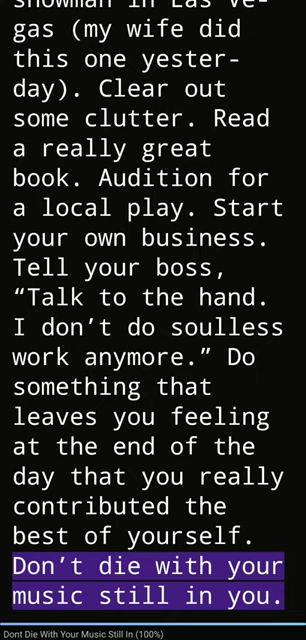 showman in Las Ve-
gas (my wife did
this one yester-
day). Clear out
some clutter. Read
a really great
book. Audition for
a local play. Start
your own business.
Tell your boss,
“Talk to the hand.
I don’t do soulless
work anymore.” Do
something that
leaves you feeling
at the end of the
day that you really
contributed the
best of yourself.
Don’t die with your
music still in you.
Dont Die With Your Music Still In (100%)